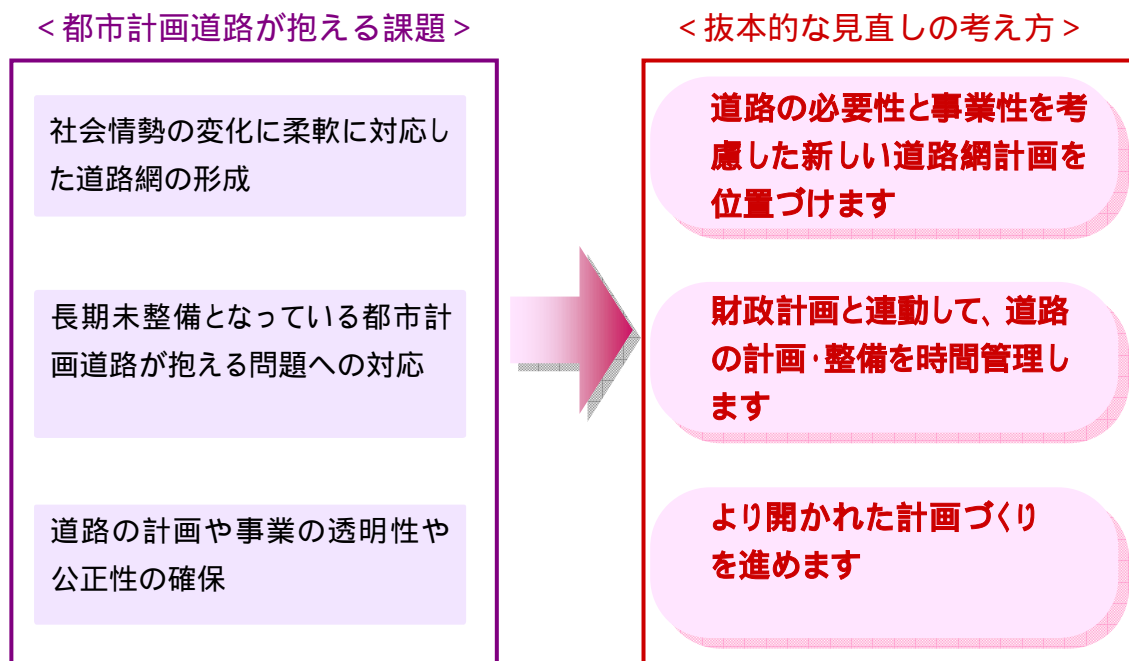 <都市計画道路が抱える課題>
社会情勢の変化に柔軟に対応し
た道路網の形成
長期未整備となっている都市計
画道路が抱える問題への対応
道路の計画や事業の透明性や
公正性の確保
<抜本的な見直しの考え方>
道路の必要性と事業性を考
慮した新しい道路網計画を
位置づけます
財政計画と連動して、道路
の計画・整備を時間管理し
ます
より開かれた計画づくり
を進めます